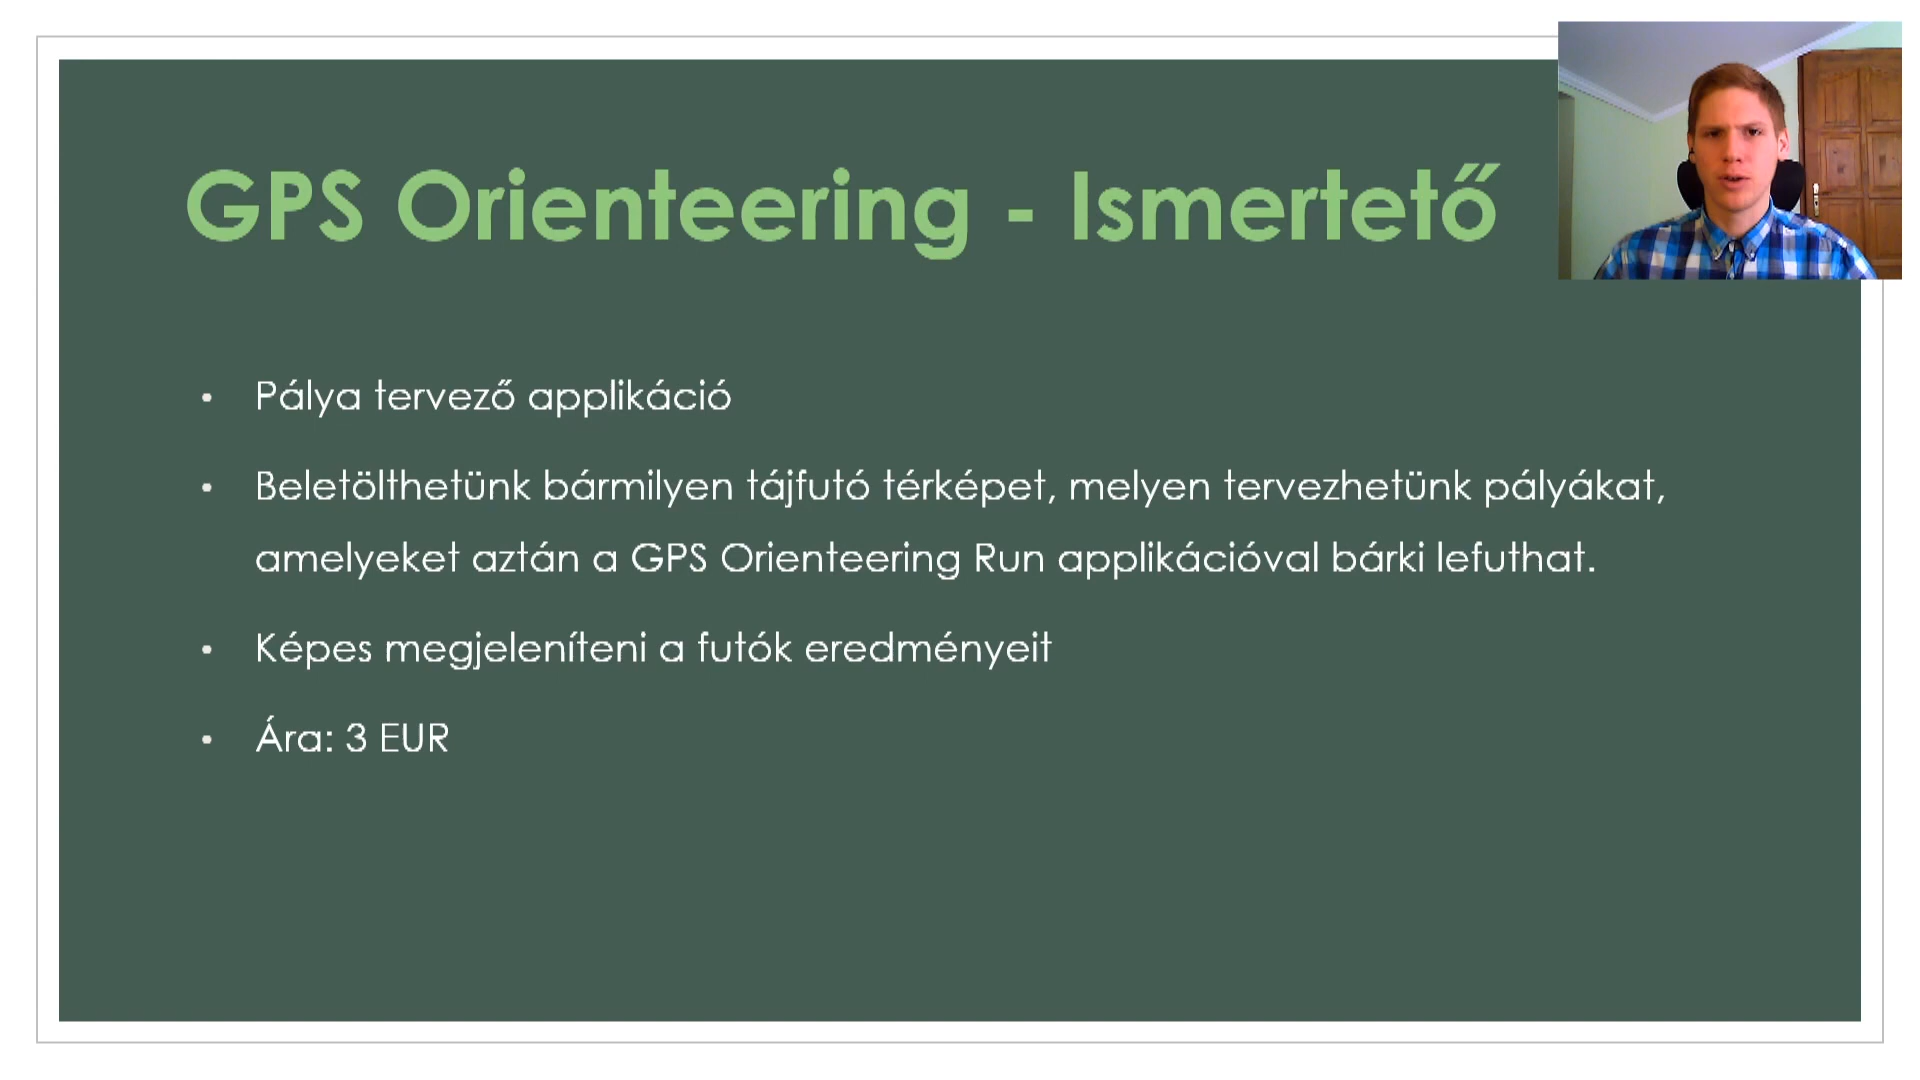 GPS Orienteering - Ismertető
• Pálya tervező applikáció
• Beletölthetünk bármilyen tájfutó térképet, melyen tervezhetünk pályákat,
amelyeket aztán a GPS Orienteering Run applikációval bárki lefuthat.
• Képes megjeleníteni a futók eredményeit
• Ára: 3 EUR